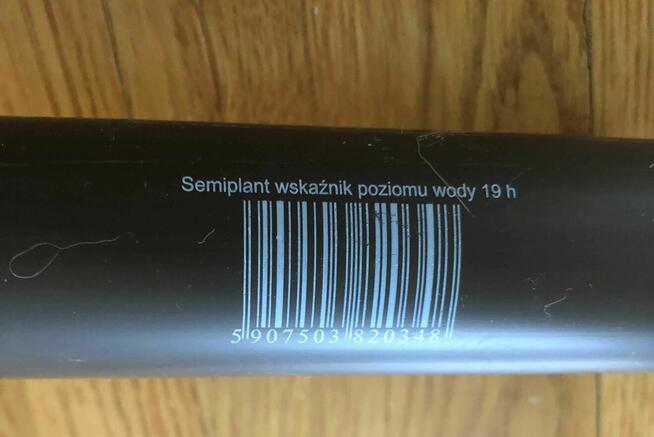 Semiplant wskaźnik poziomu wody 19 h
5 907503 820348